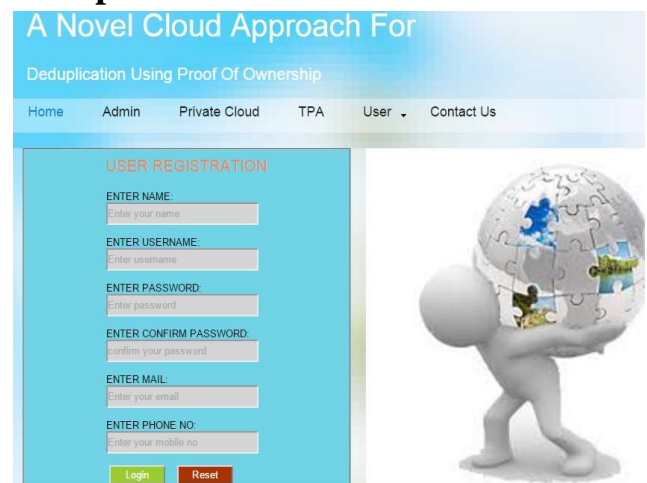 A Novel Cloud Approach For
Deduplication Using Proof Of Ownership
Home Admin Private Cloud TPA User Contact Us
USER REGISTRATION
ENTER NAME:
Enter your name
ENTER USERNAME:
Enter username
ENTER PASSWORD:
Enter password
ENTER CONFIRM PASSWORD:
confirm your password
ENTER MAIL:
Enter your email
ENTER PHONE NO:
Enter your mobile no
Login Reset